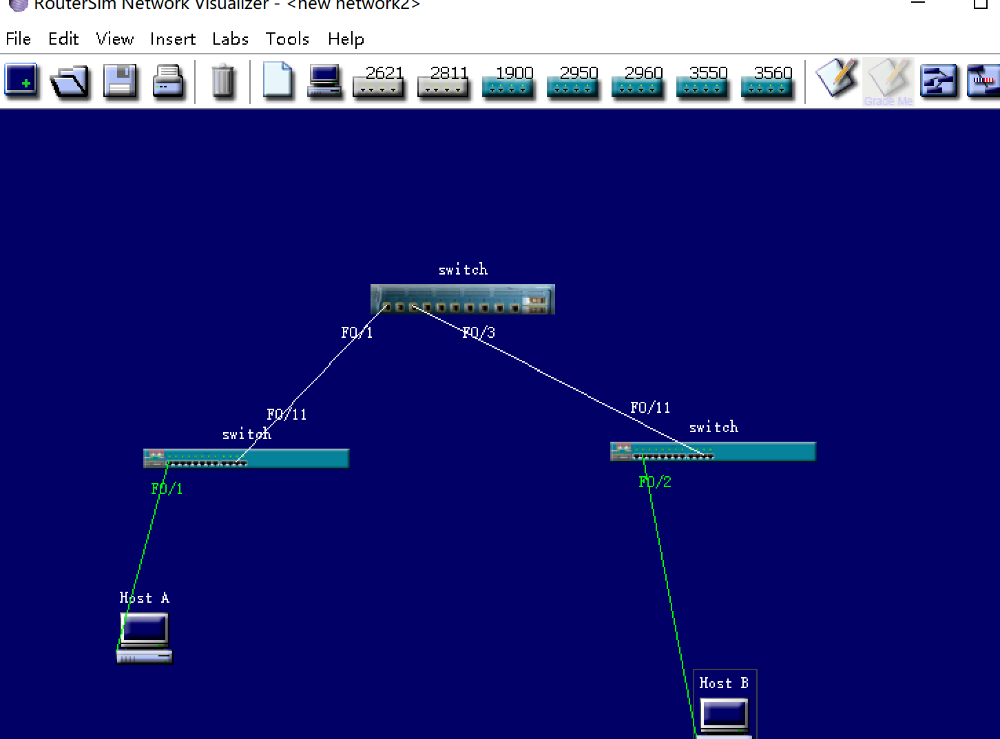 RouterSim Network Visualizer - <new network2>
File Edit View Insert Labs Tools Help
2621 2811 1900 2950 2960 3550 3560
Grade Me
switch
F0/1 F0/3
F0/11 F0/11
switch switch
F0/1 F0/2
Host A
Host B